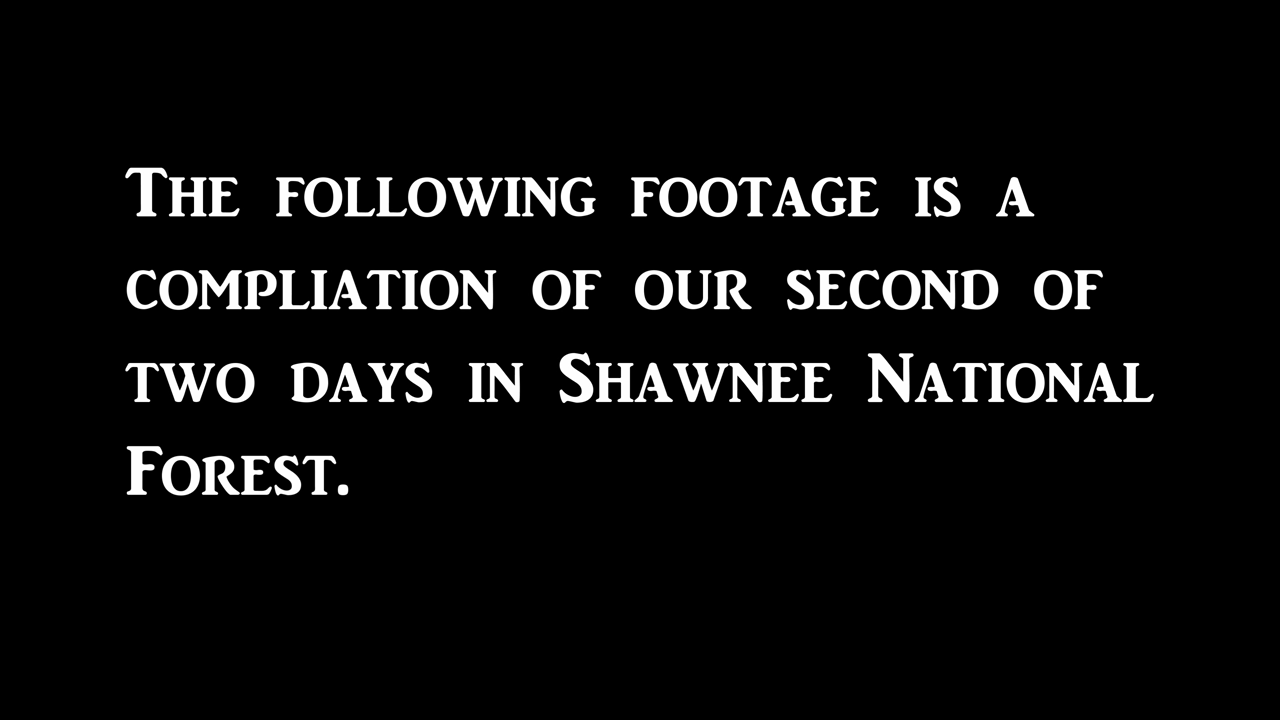 The following footage is a
compliation of our second of
two days in Shawnee National
Forest.